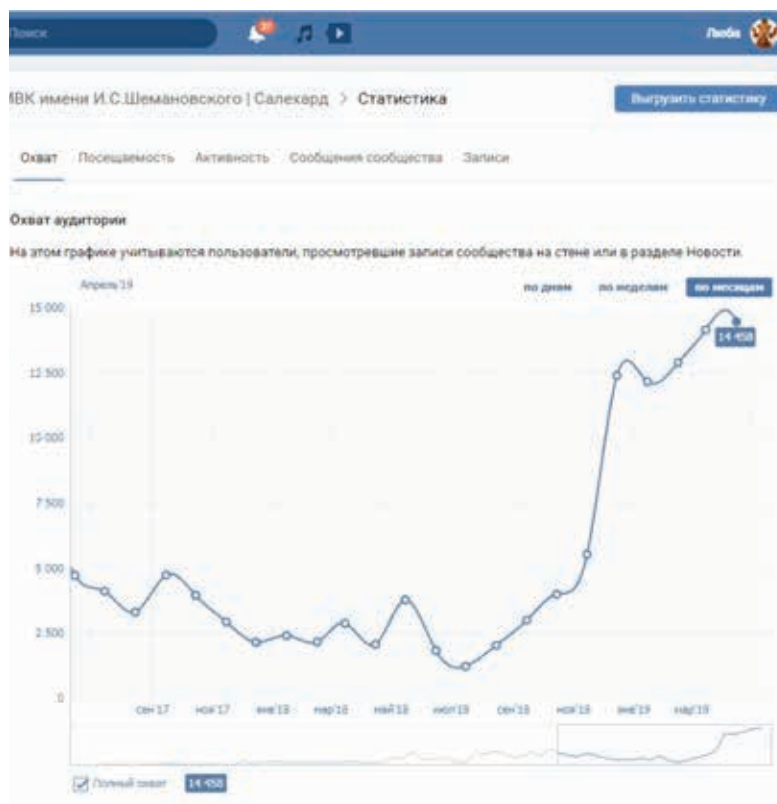 Поиск
Люба
ІВК имени И.С.Шемановского | Салехард > Статистика
Выгрузить статистику
Охват Посещаемость Активность Сообщения сообщества Записи
Охват аудитории
На этом графике учитываются пользователи, просмотревшие записи сообщества на стене или в разделе Новости.
Апрель'19 по дням по неделям по месяцам
15 000
14 458
12 500
10 000
7 500
5 000
2 500
0
сен'17 ноя'17 янв'18 мар'18 май'18 июл'18 сен'18 ноя'18 янв'19 мар'19
Полный охват 14 458